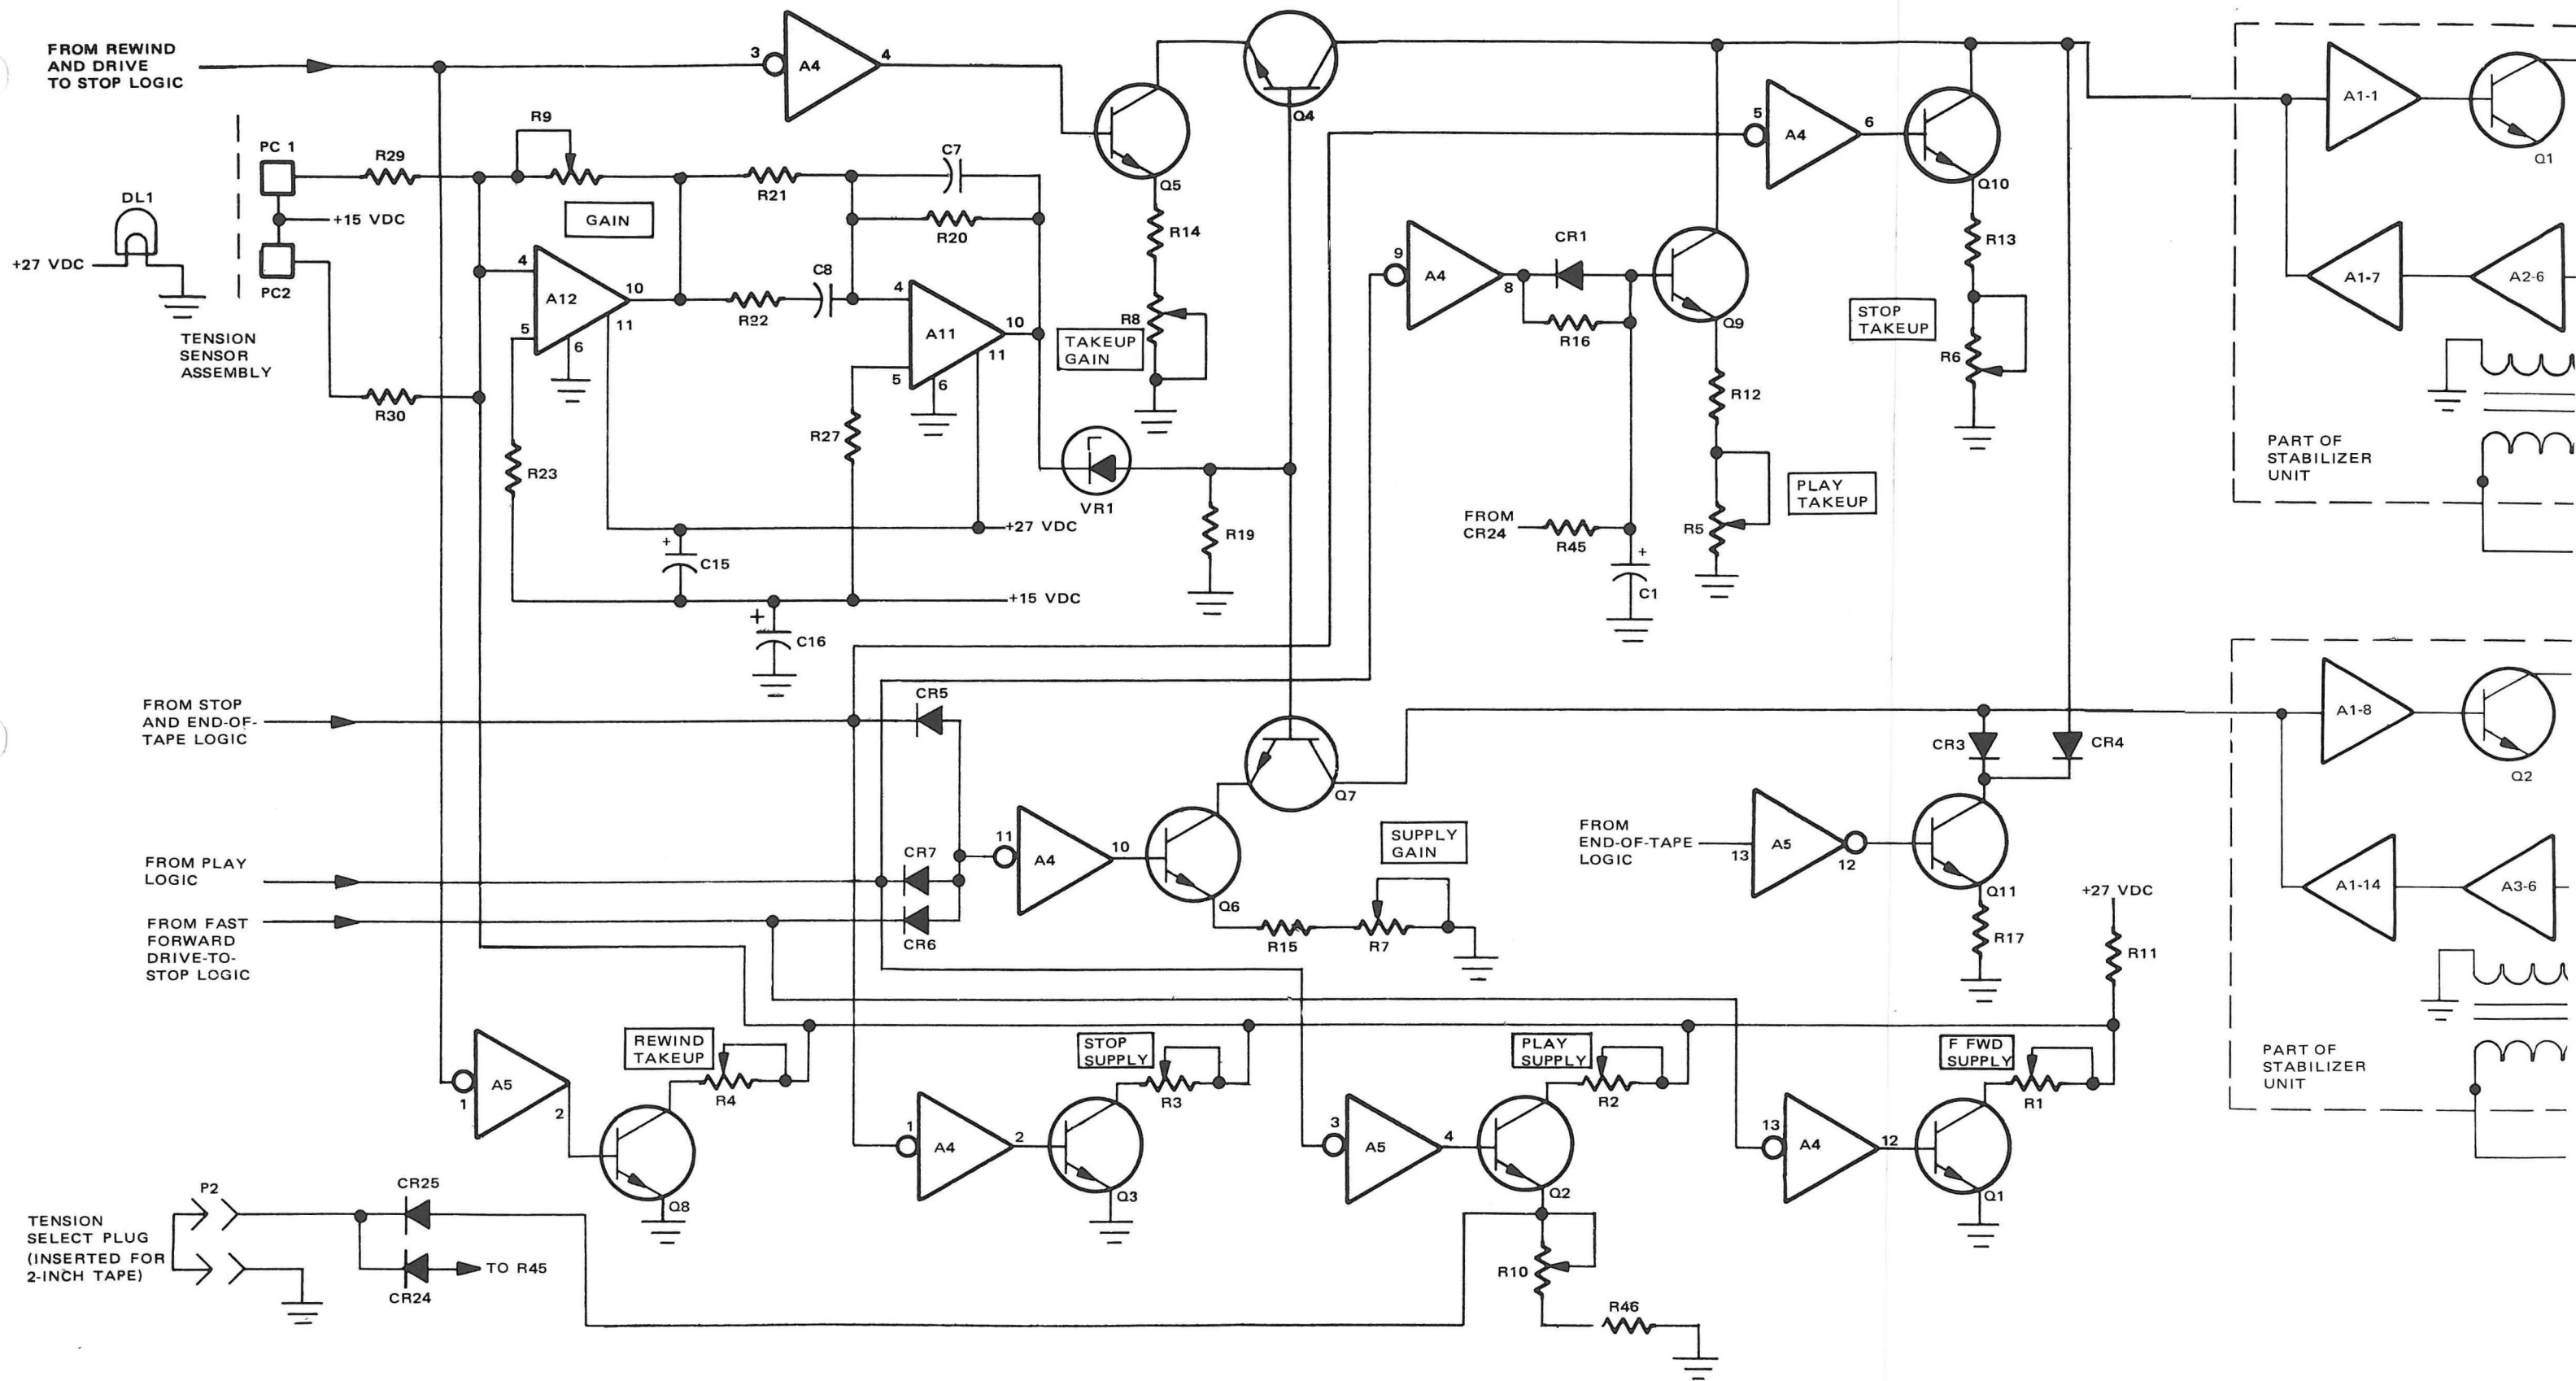 FROM REWIND
AND DRIVE
TO STOP LOGIC
3
A4
4
Q4
Q5
R14
R8
TAKEUP
GAIN
PC 1
R29
R9
GAIN
R21
C7
R20
DL1
+27 VDC
+15 VDC
PC2
TENSION
SENSOR
ASSEMBLY
R30
4
A12
10
5
6
11
R22
C8
4
A11
10
5
6
11
R23
R27
VR1
R19
+27 VDC
+
C15
+15 VDC
+
C16
5
A4
6
Q10
R13
STOP
TAKEUP
R6
9
A4
8
CR1
R16
Q9
R12
PLAY
TAKEUP
R5
FROM
CR24
R45
+
C1
A1-1
Q1
A1-7
A2-6
PART OF
STABILIZER
UNIT
FROM STOP
AND END-OF-
TAPE LOGIC
CR5
FROM PLAY
LOGIC
CR7
FROM FAST
FORWARD
DRIVE-TO-
STOP LOGIC
CR6
11
A4
10
Q6
Q7
R15
R7
SUPPLY
GAIN
FROM
END-OF-TAPE
LOGIC
13
A5
12
CR3
CR4
Q11
R17
+27 VDC
R11
A1-8
Q2
A1-14
A3-6
PART OF
STABILIZER
UNIT
1
A5
2
REWIND
TAKEUP
R4
Q8
1
A4
2
STOP
SUPPLY
R3
Q3
3
A5
4
PLAY
SUPPLY
R2
Q2
13
A4
12
F FWD
SUPPLY
R1
Q1
R10
R46
TENSION
SELECT PLUG
(INSERTED FOR
2-INCH TAPE)
P2
CR25
CR24
TO R45